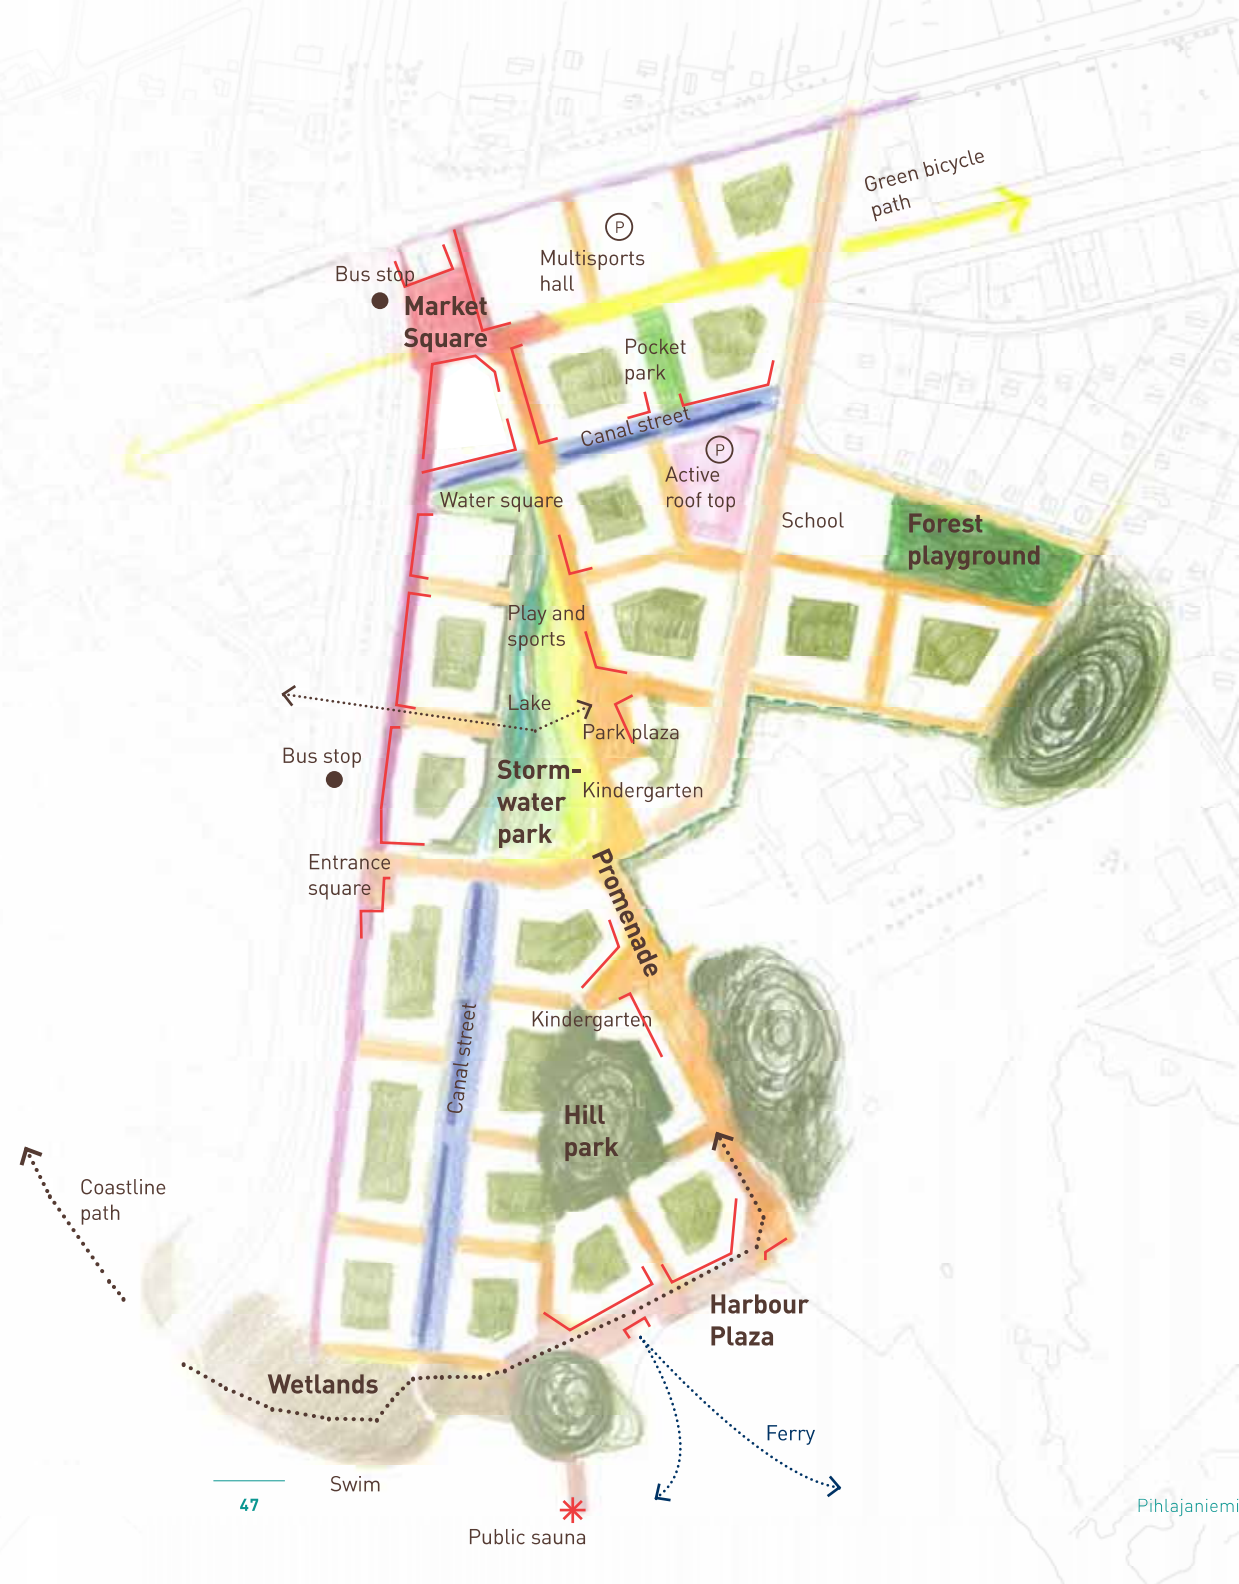 Green bicycle
path
P
Multisports
hall
Bus stop
Market
Square
Pocket
park
Canal street
P
Active
roof top
Water square
School
Forest
playground
Play and
sports
Lake
Park plaza
Bus stop
Storm-
water
park
Kindergarten
Entrance
square
Promenade
Kindergarten
Canal street
Hill
park
Coastline
path
Harbour
Plaza
Wetlands
Ferry
Swim
47
Pihlajaniemi
Public sauna